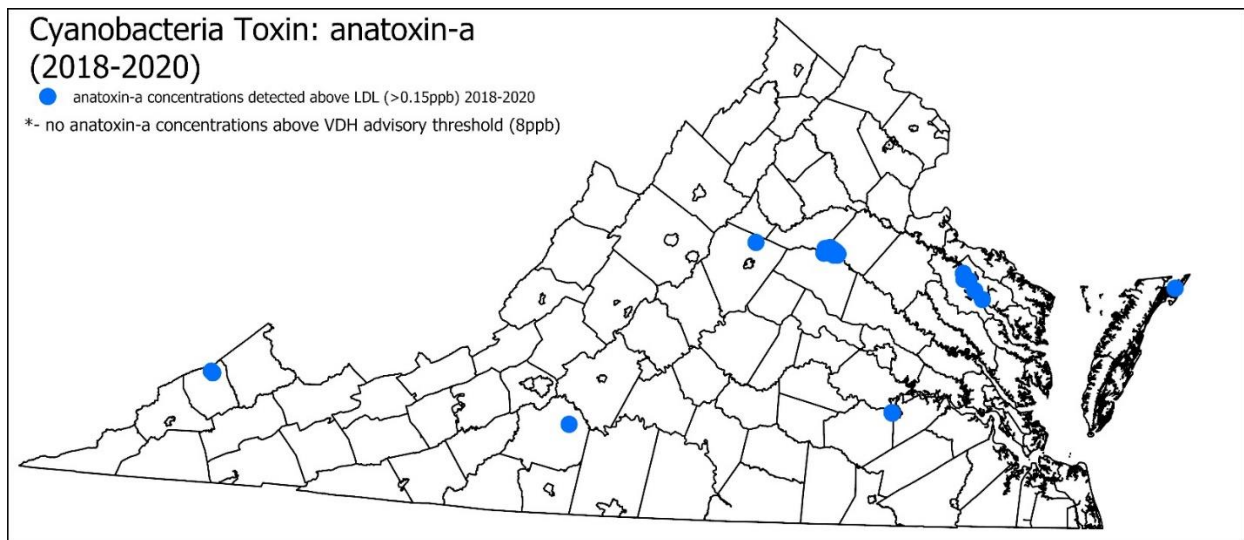 Cyanobacteria Toxin: anatoxin-a
(2018-2020)
anatoxin-a concentrations detected above LDL (>0.15ppb) 2018-2020
*- no anatoxin-a concentrations above VDH advisory threshold (8ppb)